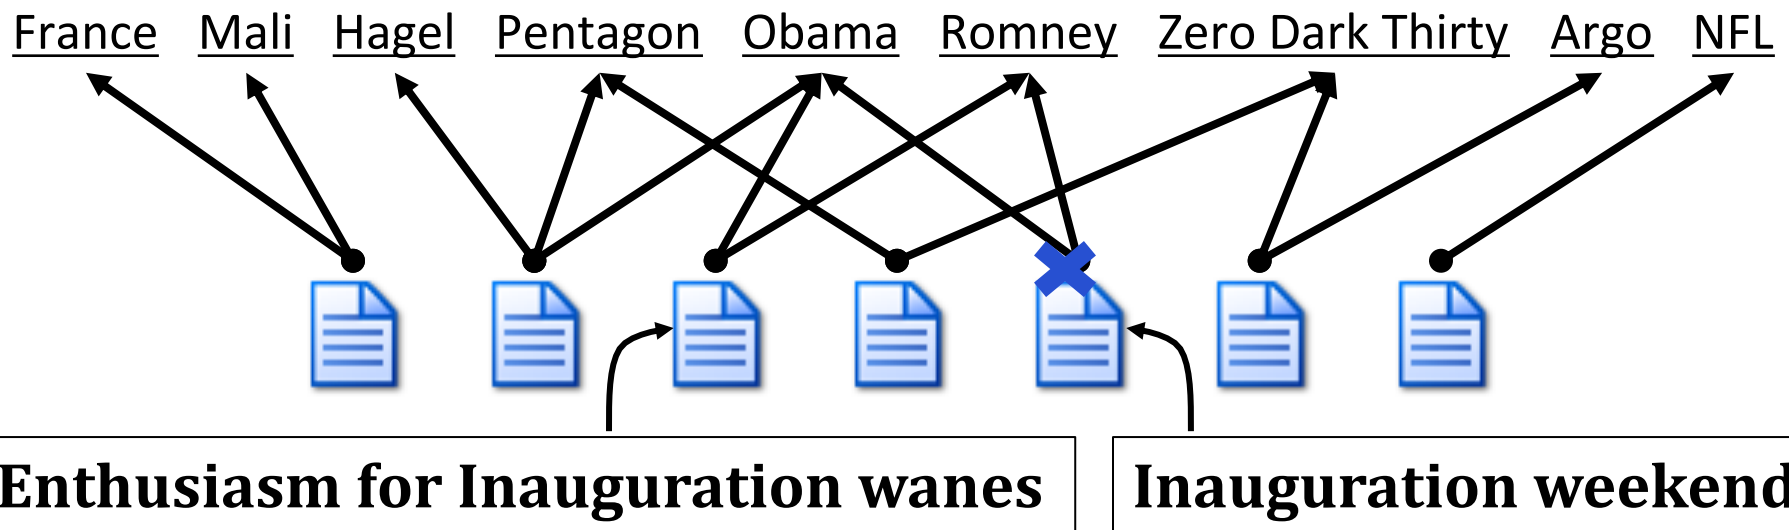 France Mali Hagel Pentagon Obama Romney Zero Dark Thirty Argo NFL
Enthusiasm for Inauguration wanes
Inauguration weekend